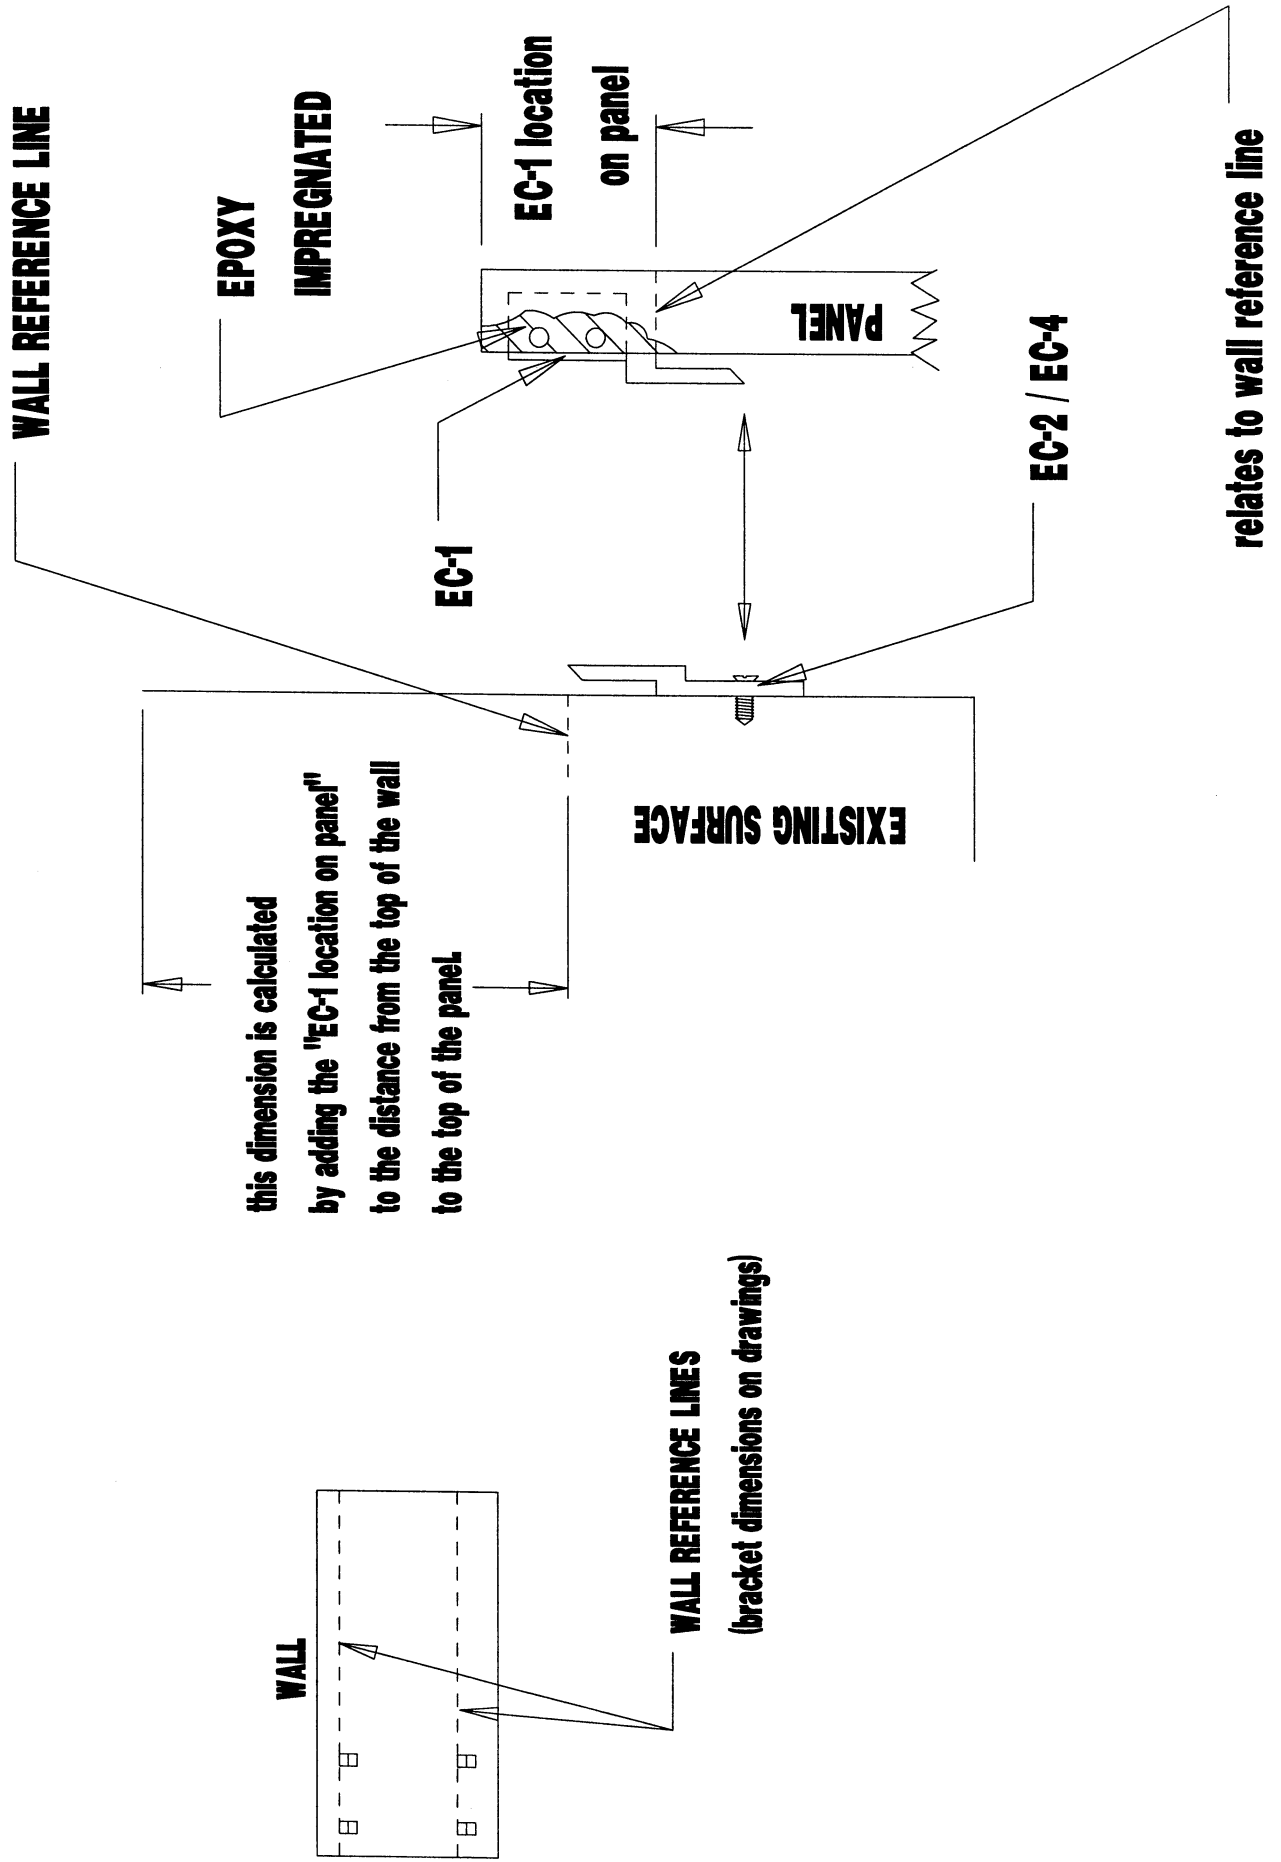 WALL REFERENCE LINE
EPOXY
IMPREGNATED
EC-1 location
on panel
EC-1
PANEL
EC-2 / EC-4
relates to wall reference line
this dimension is calculated
by adding the "EC-1 location on panel"
to the distance from the top of the wall
to the top of the panel.
EXISTING SURFACE
WALL
WALL REFERENCE LINES
(bracket dimensions on drawings)